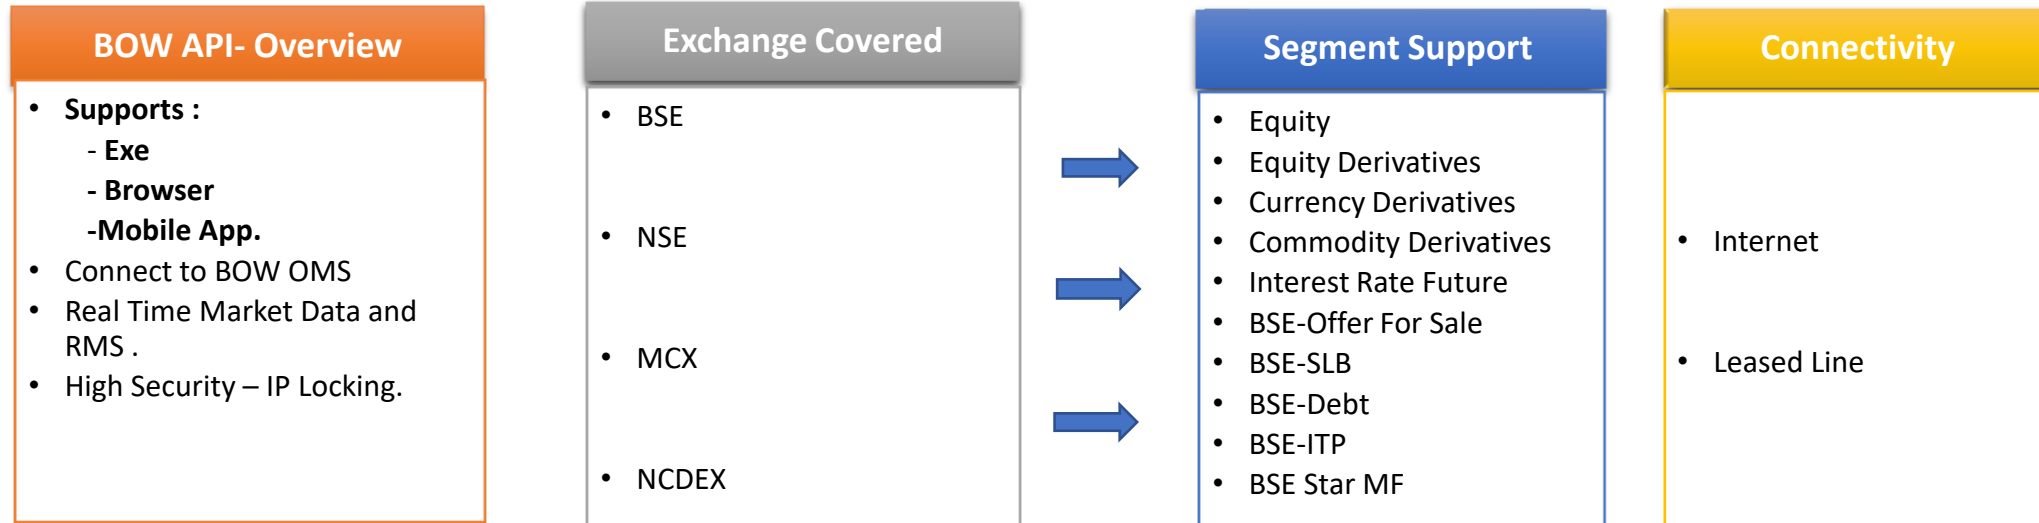 BOW API- Overview
• Supports :
- Exe
- Browser
-Mobile App.
• Connect to BOW OMS
• Real Time Market Data and
RMS .
• High Security – IP Locking.
Exchange Covered
• BSE
• NSE
• MCX
• NCDEX
Segment Support
• Equity
• Equity Derivatives
• Currency Derivatives
• Commodity Derivatives
• Interest Rate Future
• BSE-Offer For Sale
• BSE-SLB
• BSE-Debt
• BSE-ITP
• BSE Star MF
Connectivity
• Internet
• Leased Line